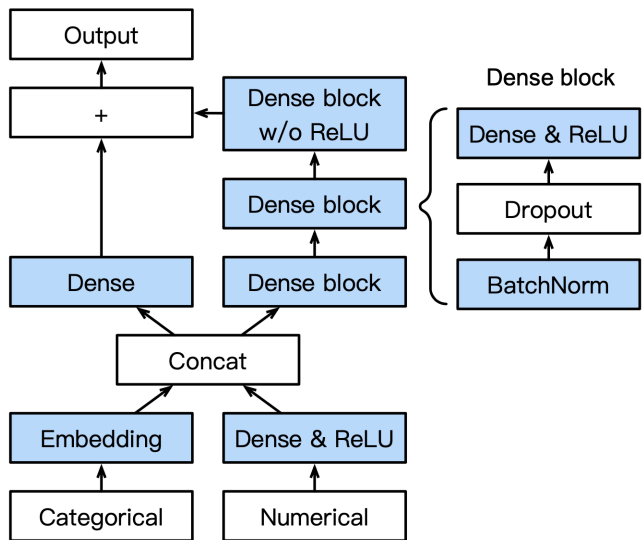 Output
+
Dense block
w/o ReLU
Dense block
Dense
Dense block
Concat
Embedding
Dense & ReLU
Categorical
Numerical
Dense block
Dense & ReLU
Dropout
BatchNorm